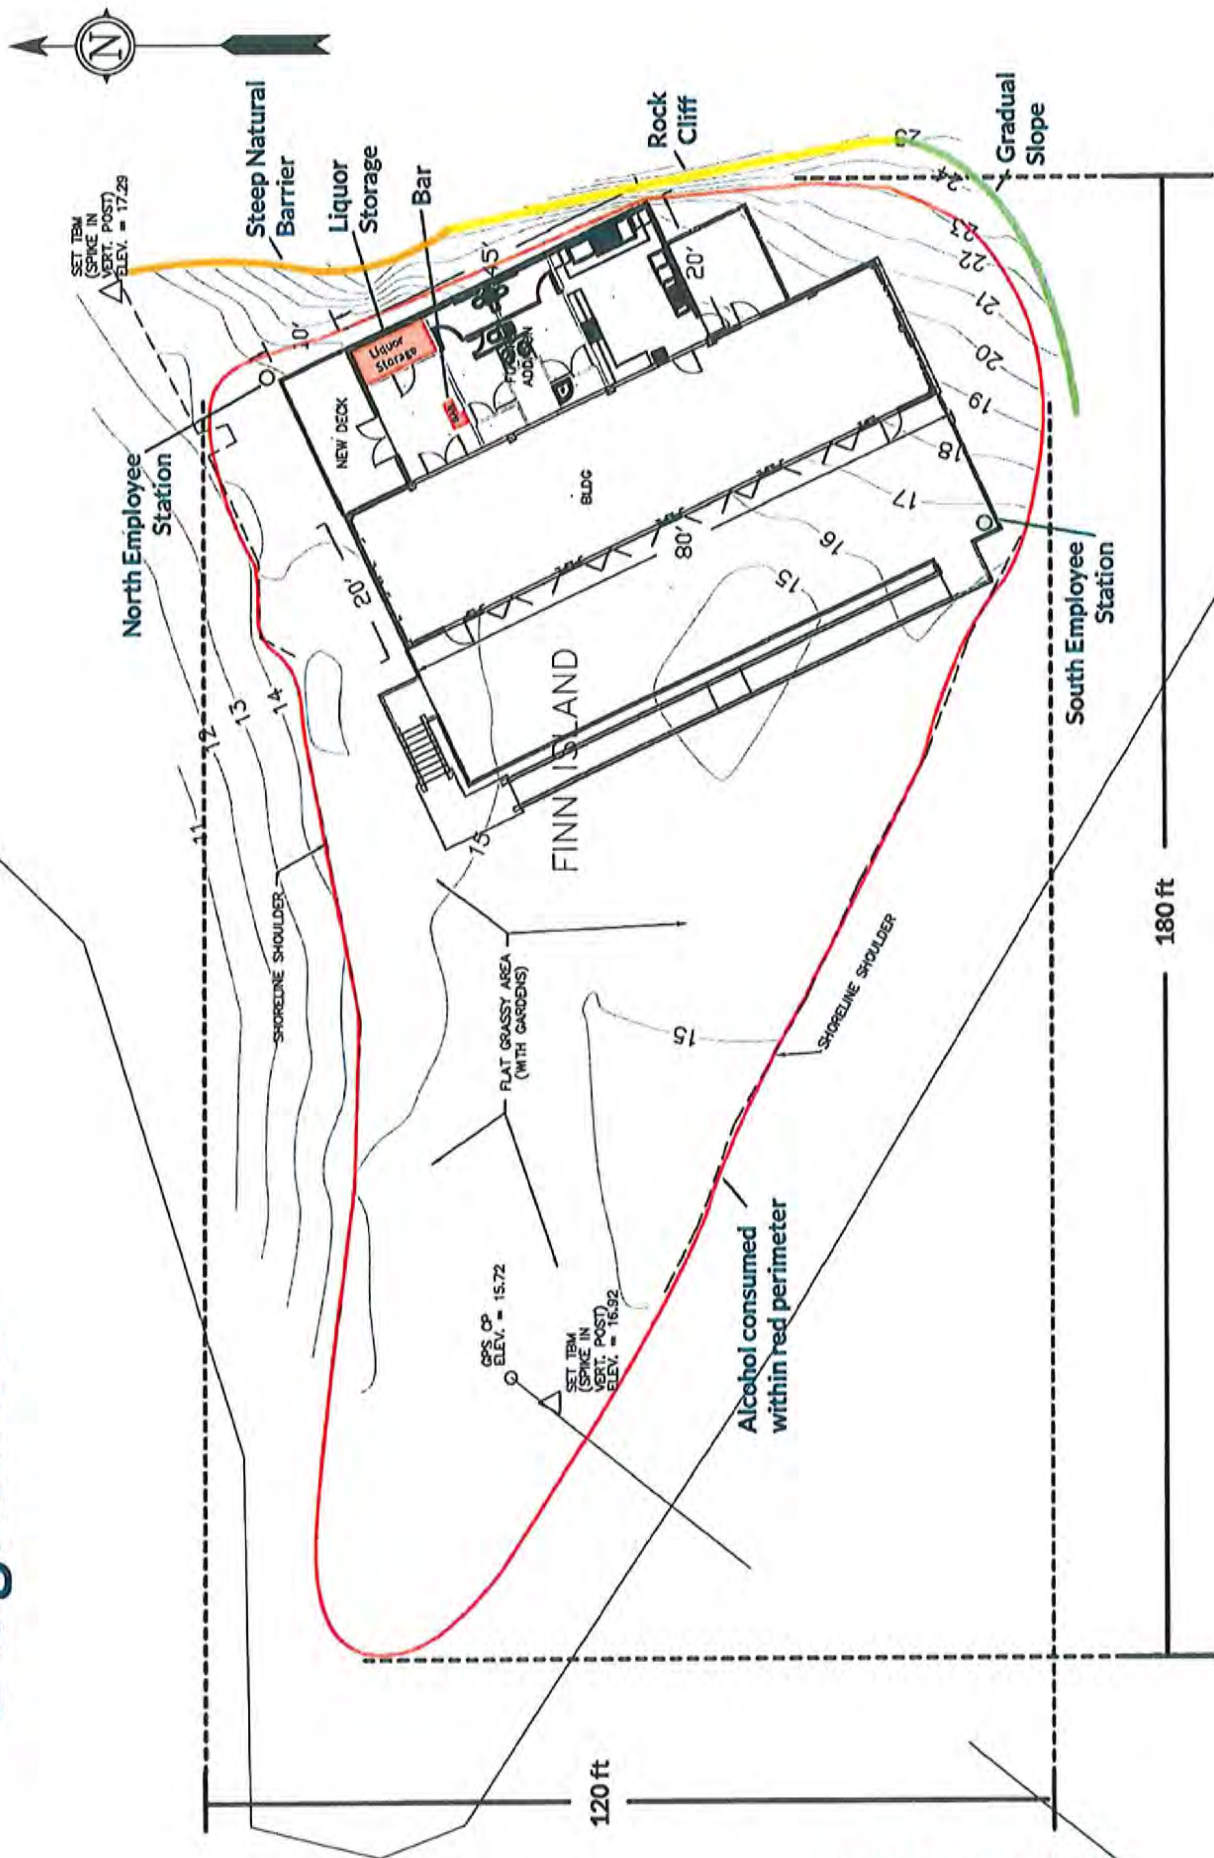 N
SET TBM
(SPIKE IN
VERT. POST)
ELEV. = 17.29
Steep Natural
Barrier
Liquor
Storage
Bar
Rock
Cliff
Gradual
Slope
North Employee
Station
10'
45'
20'
Liquor
Storage
BAR
NEW DECK
BLDG
20'
80'
24
23
22
21
20
19
18
17
16
15
11
12
13
14
15
15
FINN ISLAND
South Employee
Station
SHORELINE SHOULDER
FLAT GRASSY AREA
(WITH GARDENS)
SHORELINE SHOULDER
GPS CP
ELEV. = 15.72
SET TBM
(SPIKE IN
VERT. POST)
ELEV. = 16.92
Alcohol consumed
within red perimeter
180 ft
120 ft